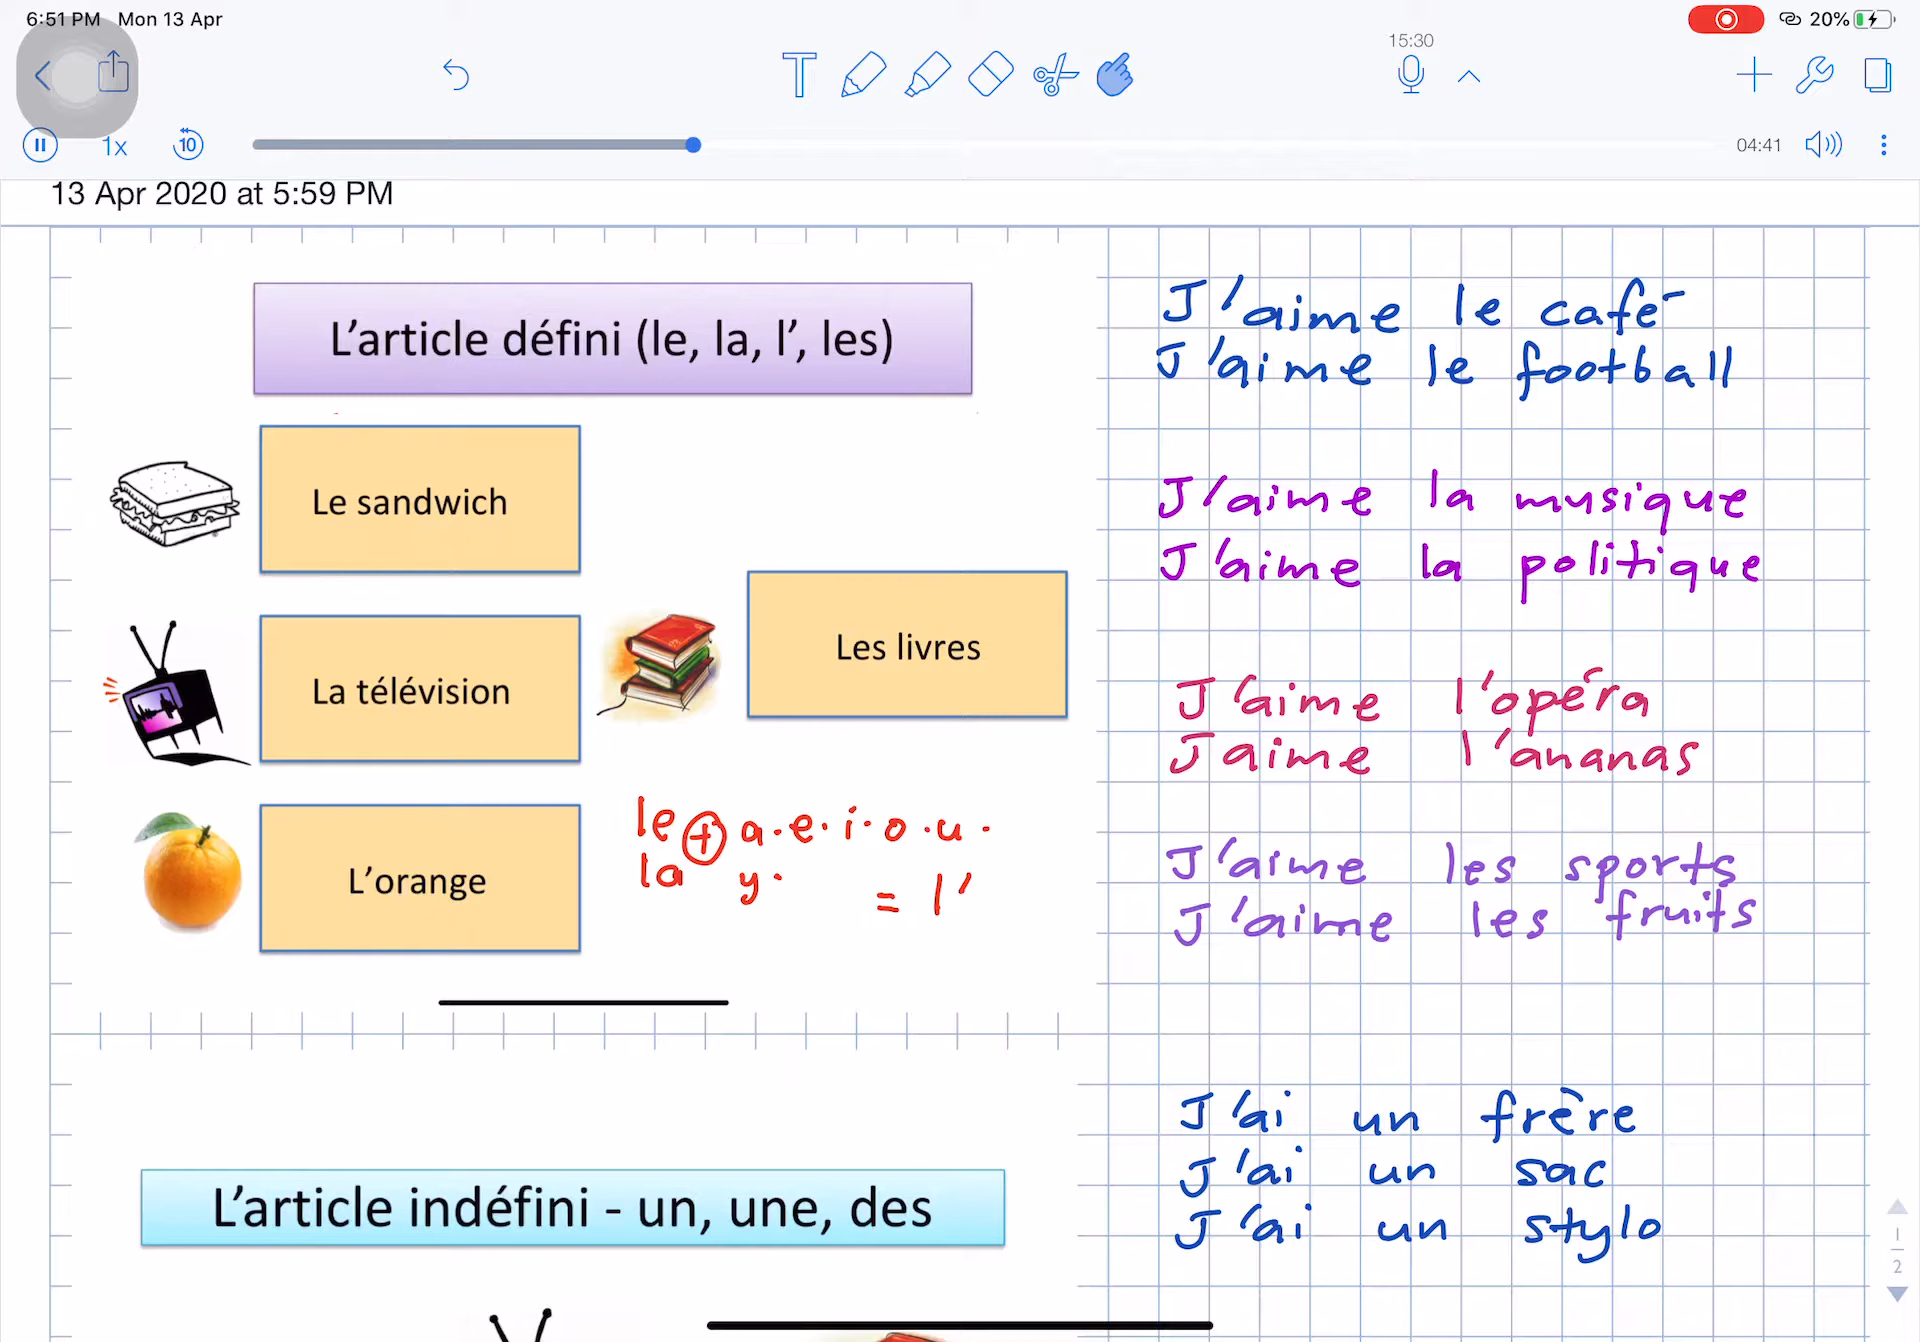 6:51 PM Mon 13 Apr
20%
15:30
1x
10
04:41
13 Apr 2020 at 5:59 PM
L'article défini (le, la, l', les)
Le sandwich
La télévision
Les livres
L'orange
le + a. e. i. o. u.
la y.
= l'
J'aime le café
J'aime le football
J'aime la musique
J'aime la politique
J'aime l'opéra
J'aime l'ananas
J'aime les sports
J'aime les fruits
L'article indéfini - un, une, des
J'ai un frère
J'ai un sac
J'ai un stylo
1
2